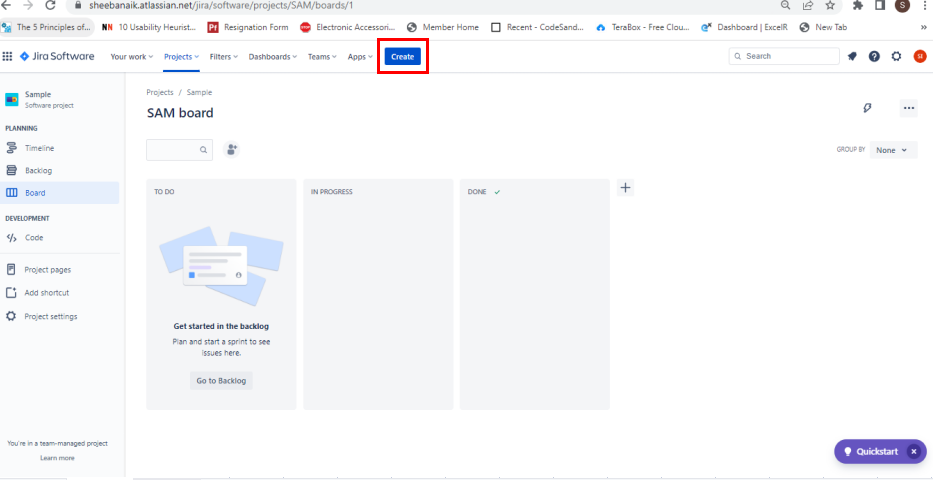 sheebanaik.atlassian.net/jira/software/projects/SAM/boards/1
S
The 5 Principles of... NN 10 Usability Heurist... Pf Resignation Form Electronic Accessori... Member Home Recent - CodeSand... TeraBox - Free Clou... Dashboard | ExcelR New Tab »
Jira Software Your work Projects Filters Dashboards Teams Apps Create Search SI
Sample
Software project
PLANNING
Timeline
Backlog
Board
DEVELOPMENT
Code
Project pages
Add shortcut
Project settings
You're in a team-managed project
Learn more
Projects / Sample
SAM board
GROUP BY None
TO DO
Get started in the backlog
Plan and start a sprint to see
issues here.
Go to Backlog
IN PROGRESS
DONE
Quickstart